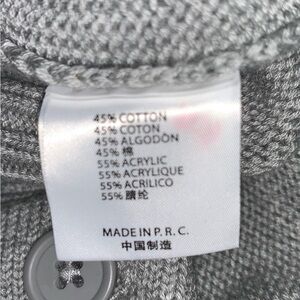 45% COTTON
45% COTON
45% ALGODÓN
45% 棉
55% ACRYLIC
55% ACRYLIQUE
55% ACRILICO
55% 腈纶
MADE IN P. R. C.
中国制造